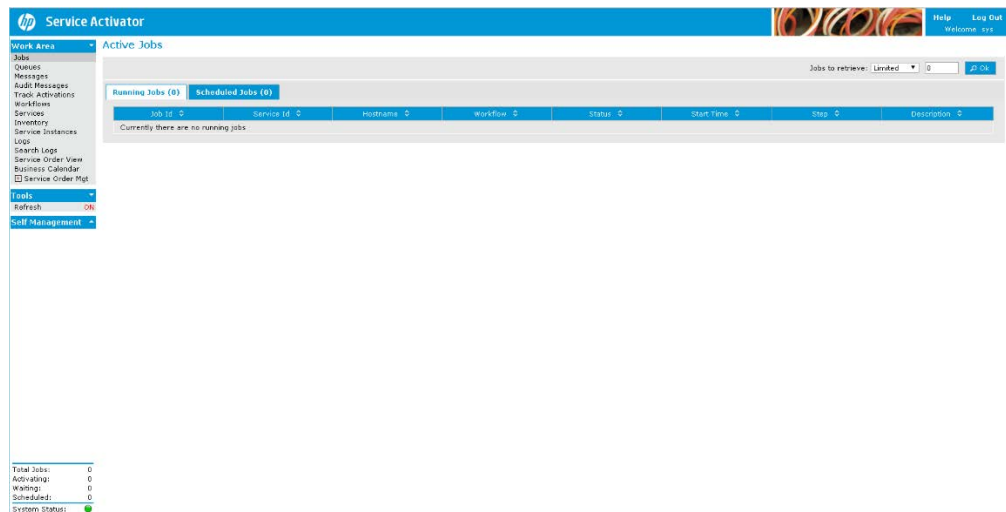 hp Service Activator
Help Log Out
Welcome sys
Work Area
Jobs
Queues
Messages
Audit Messages
Track Activations
Workflows
Services
Inventory
Service Instances
Logs
Search Logs
Service Order View
Business Calendar
Service Order Mgt
Tools
Refresh ON
Self Management
Active Jobs
Jobs to retrieve: Limited 0 Ok
Running Jobs (0) Scheduled Jobs (0)
Job Id Service Id Hostname Workflow Status Start Time Step Description
Currently there are no running jobs
Total Jobs: 0
Activating: 0
Waiting: 0
Scheduled: 0
System Status: